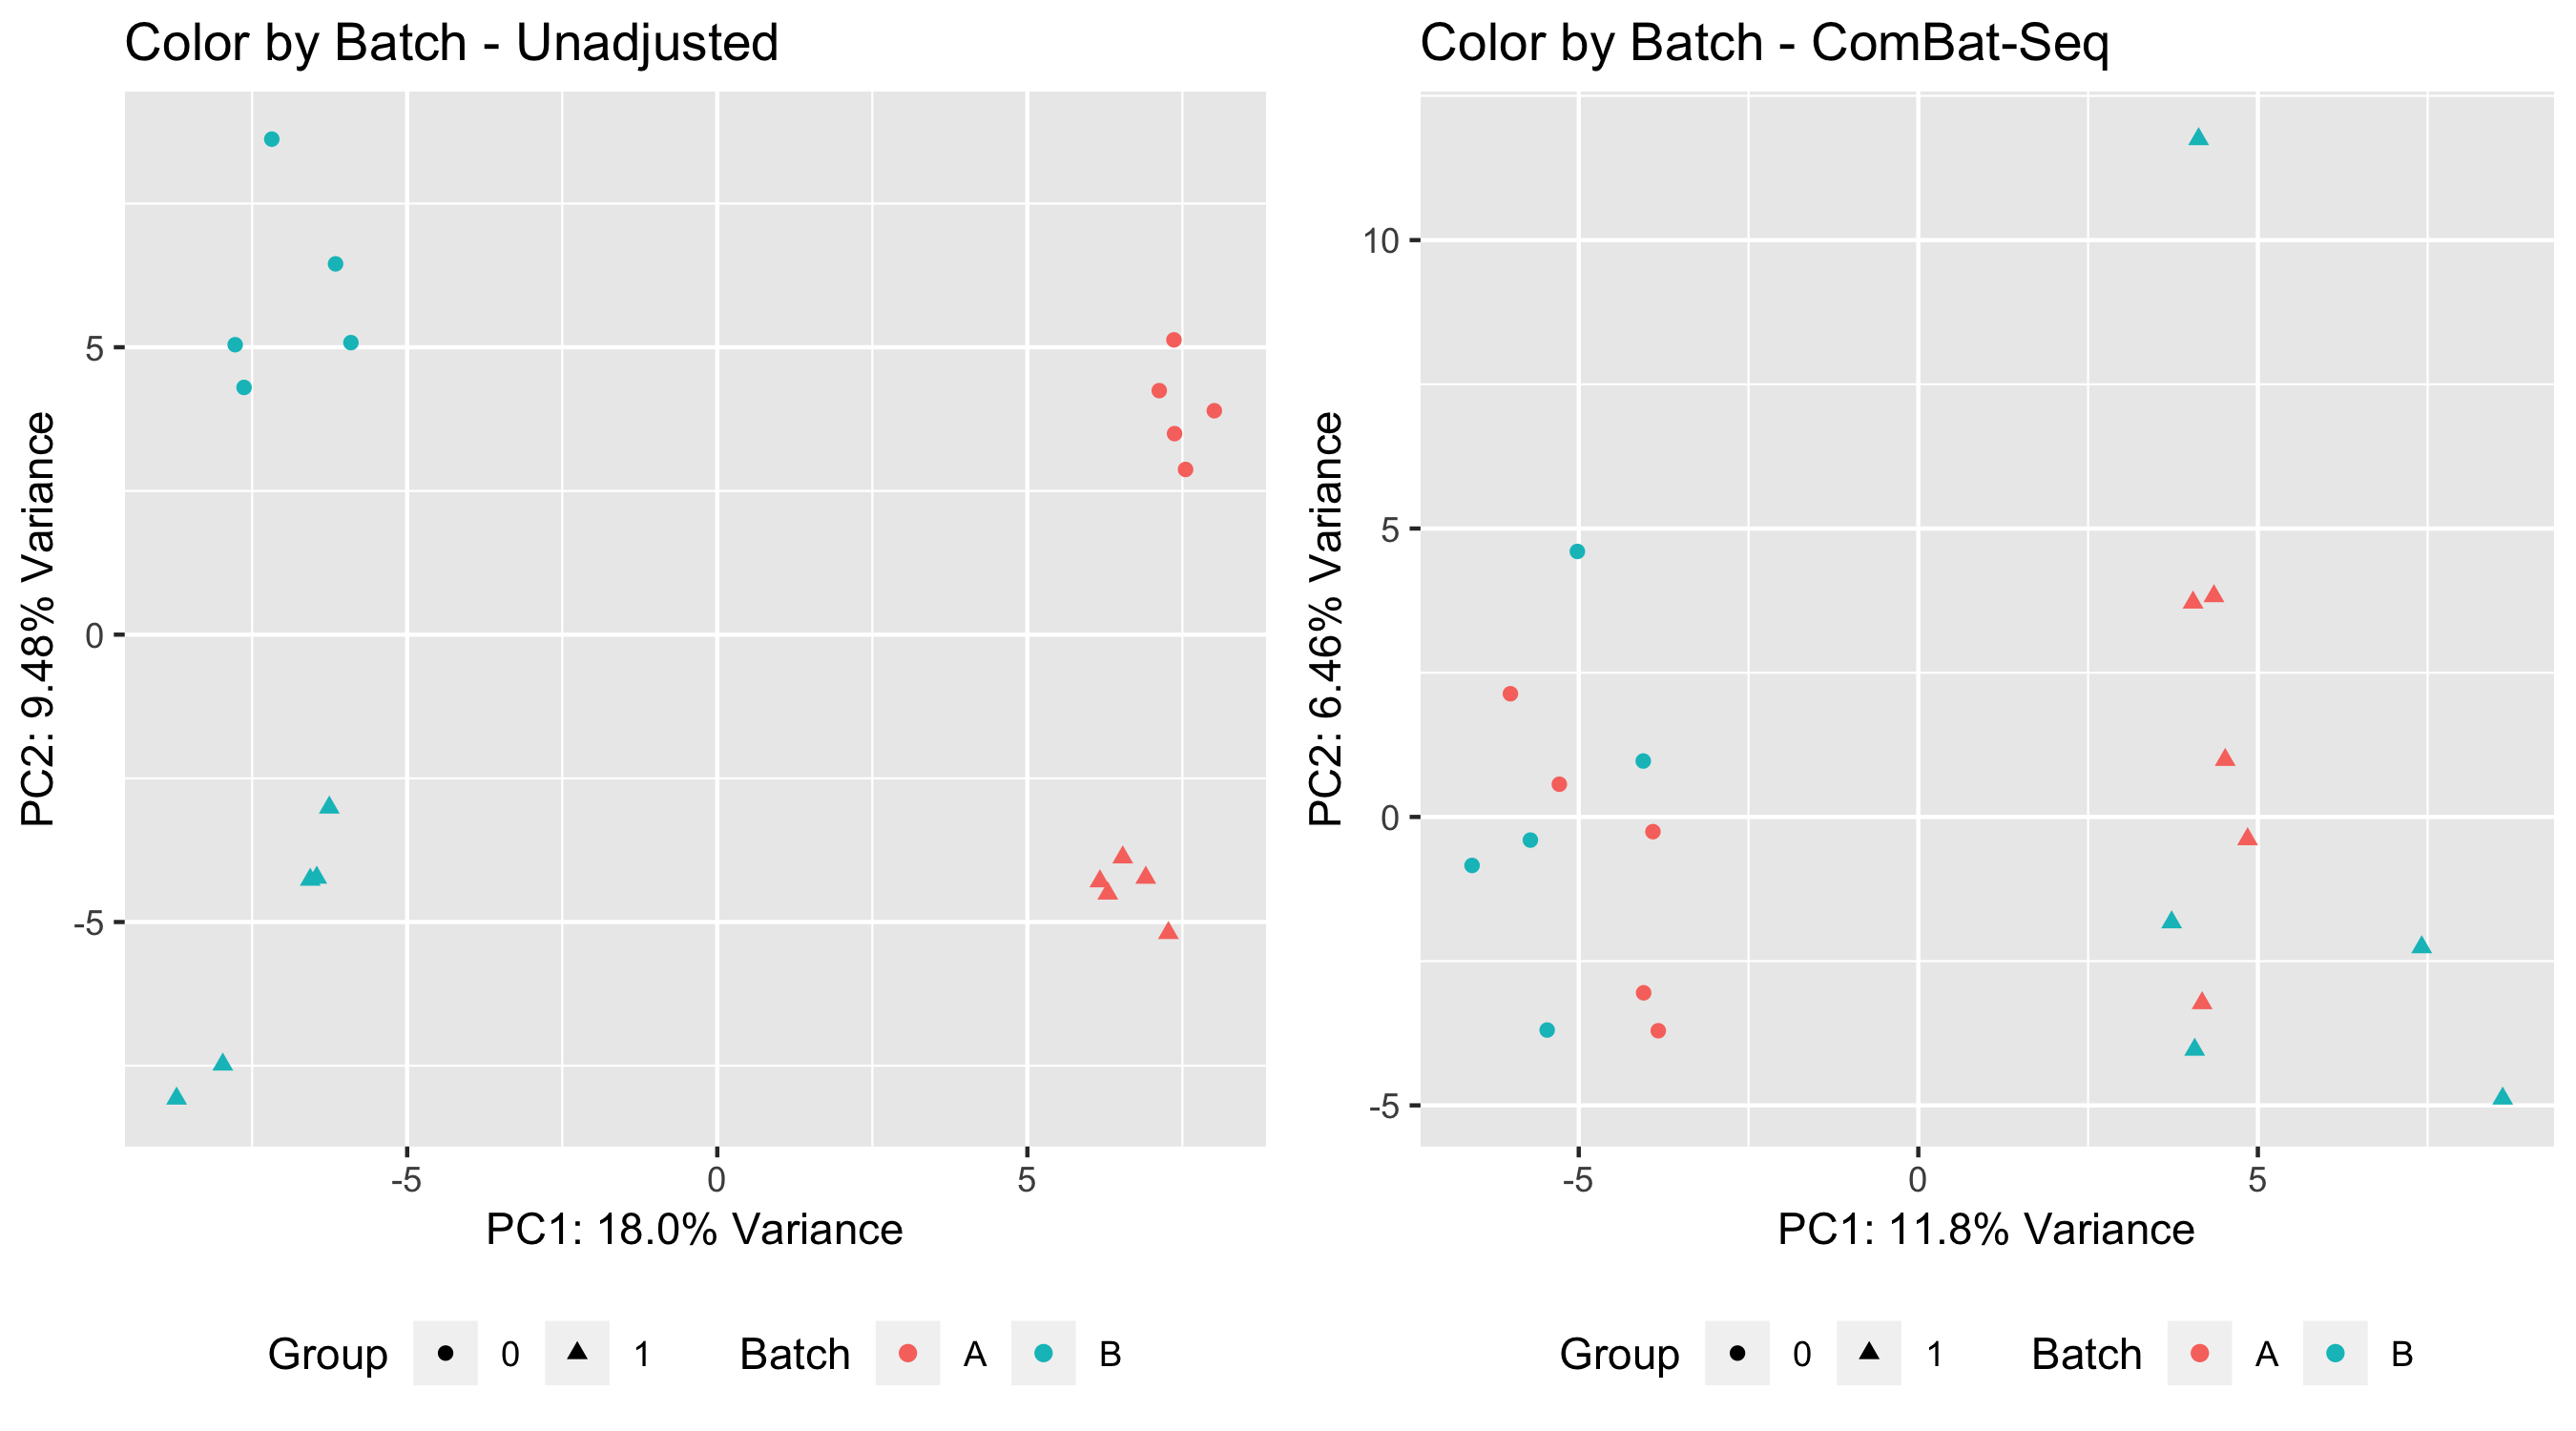 Color by Batch - Unadjusted
PC2: 9.48% Variance
5
0
-5
-5 0 5
PC1: 18.0% Variance
Group 0 1 Batch A B
Color by Batch - ComBat-Seq
PC2: 6.46% Variance
10
5
0
-5
-5 0 5
PC1: 11.8% Variance
Group 0 1 Batch A B